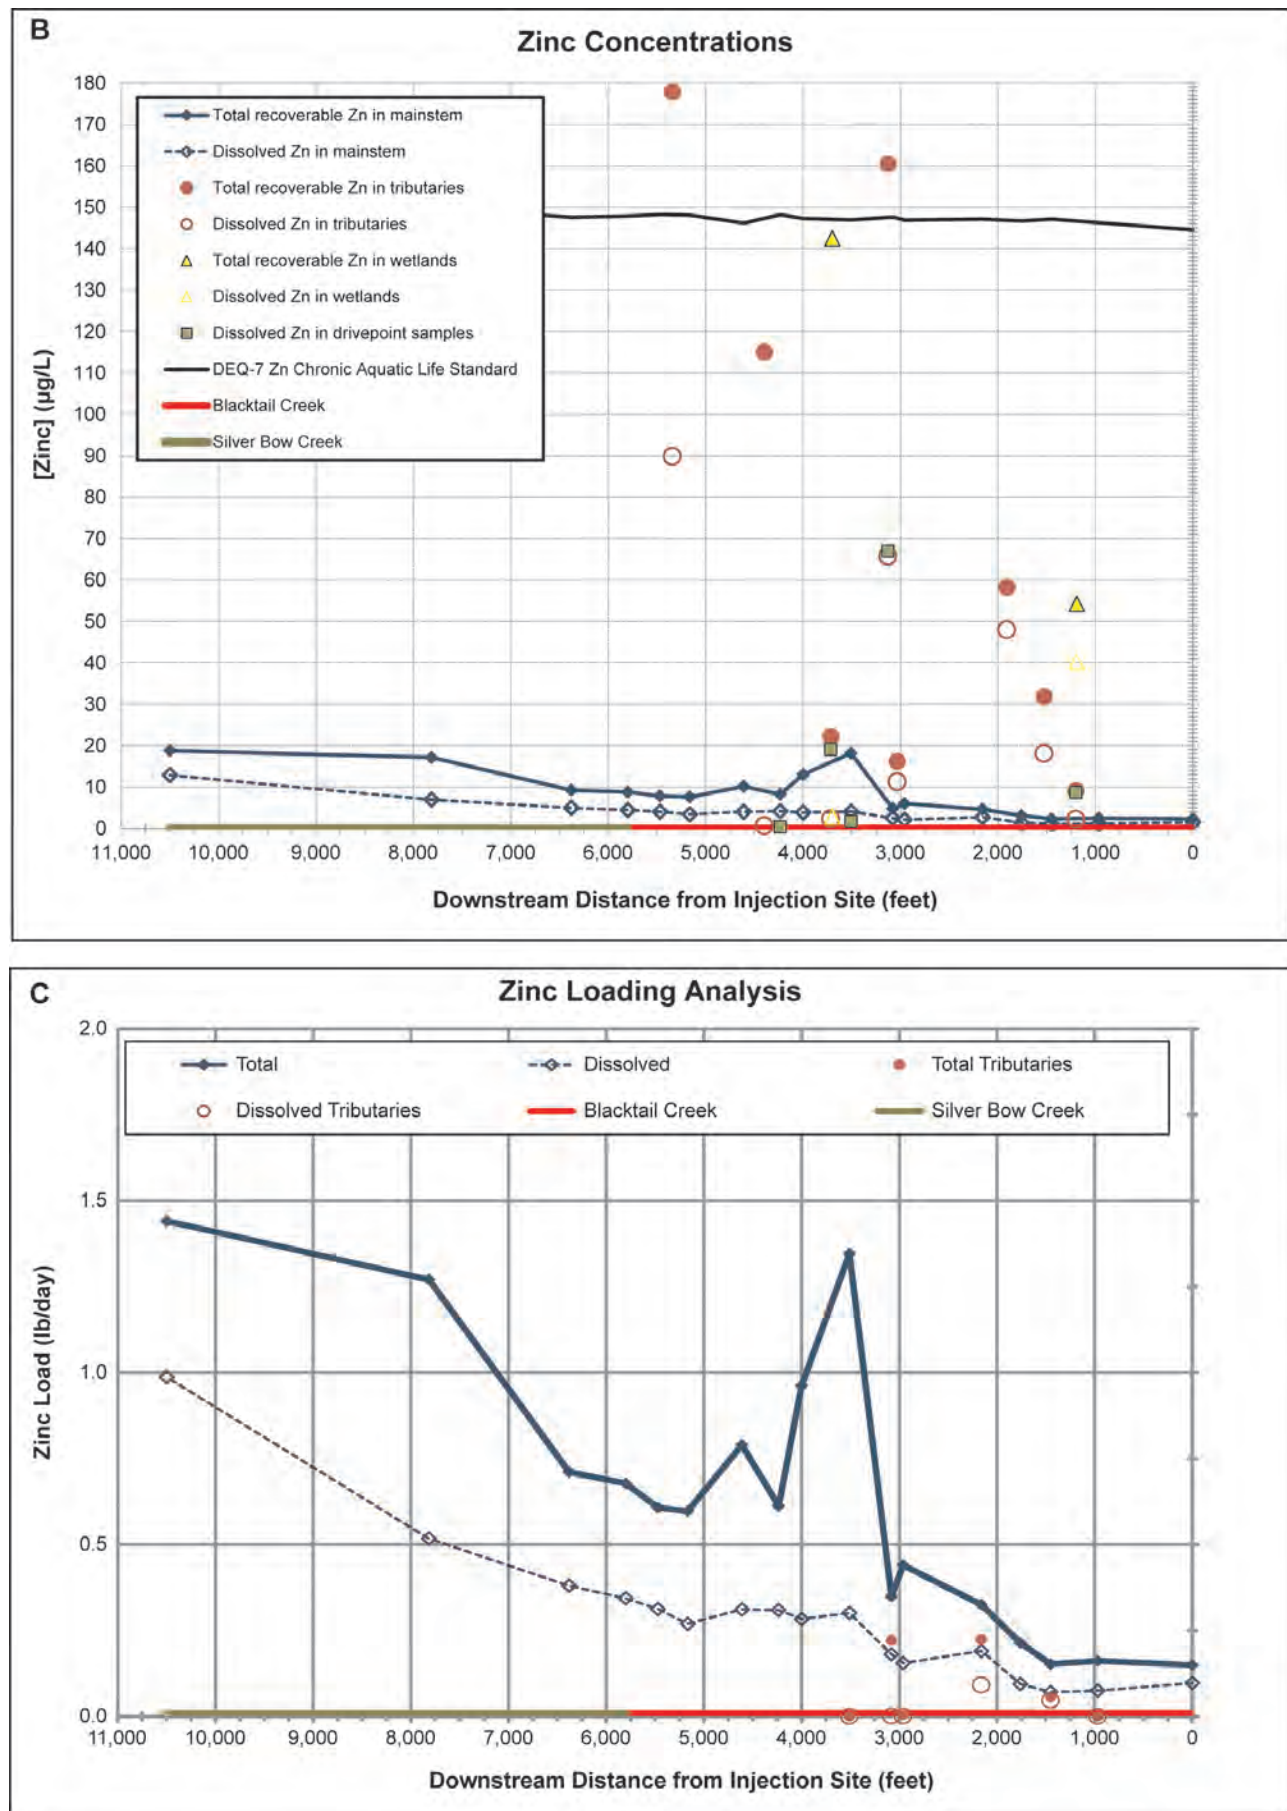 B
Zinc Concentrations
180
170
160
150
140
130
120
110
100
90
80
70
60
50
40
30
20
10
0
[Zinc] (µg/L)
Total recoverable Zn in mainstem
Dissolved Zn in mainstem
Total recoverable Zn in tributaries
Dissolved Zn in tributaries
Total recoverable Zn in wetlands
Dissolved Zn in wetlands
Dissolved Zn in drivepoint samples
DEQ-7 Zn Chronic Aquatic Life Standard
Blacktail Creek
Silver Bow Creek
11,000 10,000 9,000 8,000 7,000 6,000 5,000 4,000 3,000 2,000 1,000 0
Downstream Distance from Injection Site (feet)
C
Zinc Loading Analysis
2.0
1.5
1.0
0.5
0.0
Zinc Load (lb/day)
Total Dissolved Total Tributaries
Dissolved Tributaries Blacktail Creek Silver Bow Creek
11,000 10,000 9,000 8,000 7,000 6,000 5,000 4,000 3,000 2,000 1,000 0
Downstream Distance from Injection Site (feet)